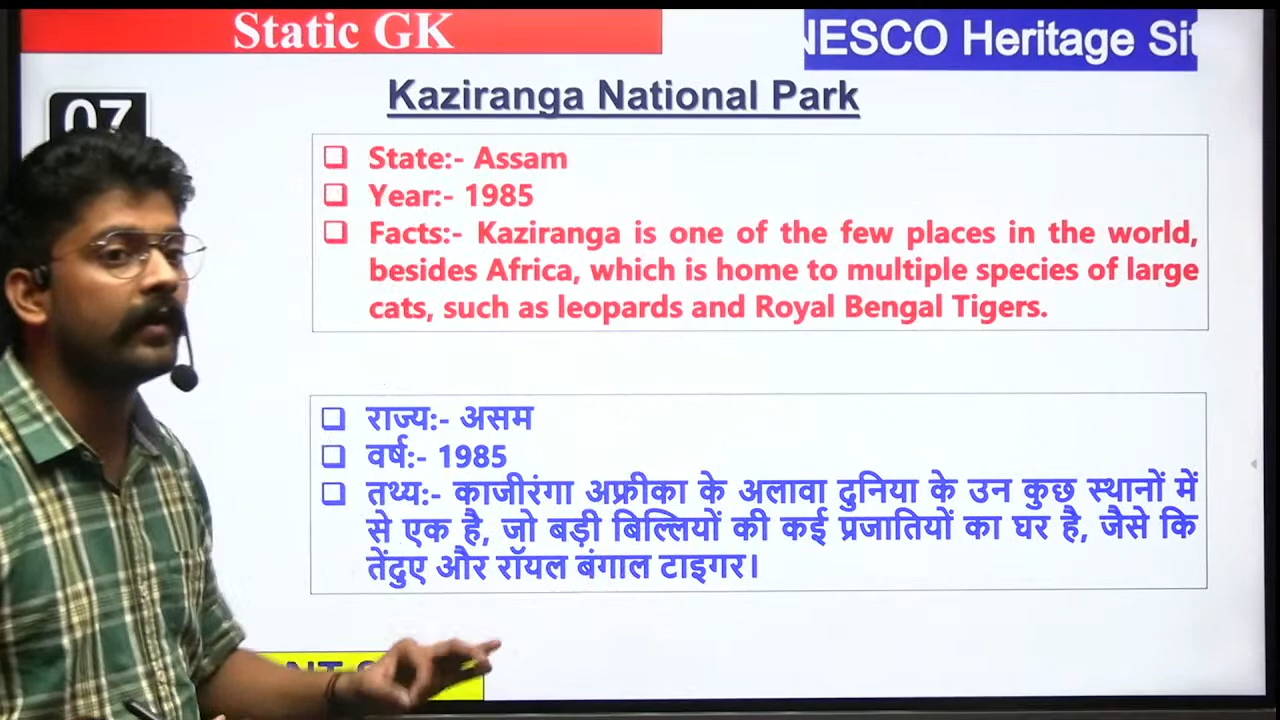 Static GK
NESCO Heritage Sit
Kaziranga National Park
07
❑ State:- Assam
❑ Year:- 1985
❑ Facts:- Kaziranga is one of the few places in the world,
besides Africa, which is home to multiple species of large
cats, such as leopards and Royal Bengal Tigers.
❑ राज्य:- असम
❑ वर्ष:- 1985
❑ तथ्य:- काजीरंगा अफ्रीका के अलावा दुनिया के उन कुछ स्थानों में
से एक है, जो बड़ी बिल्लियों की कई प्रजातियों का घर है, जैसे कि
तेंदुए और रॉयल बंगाल टाइगर।